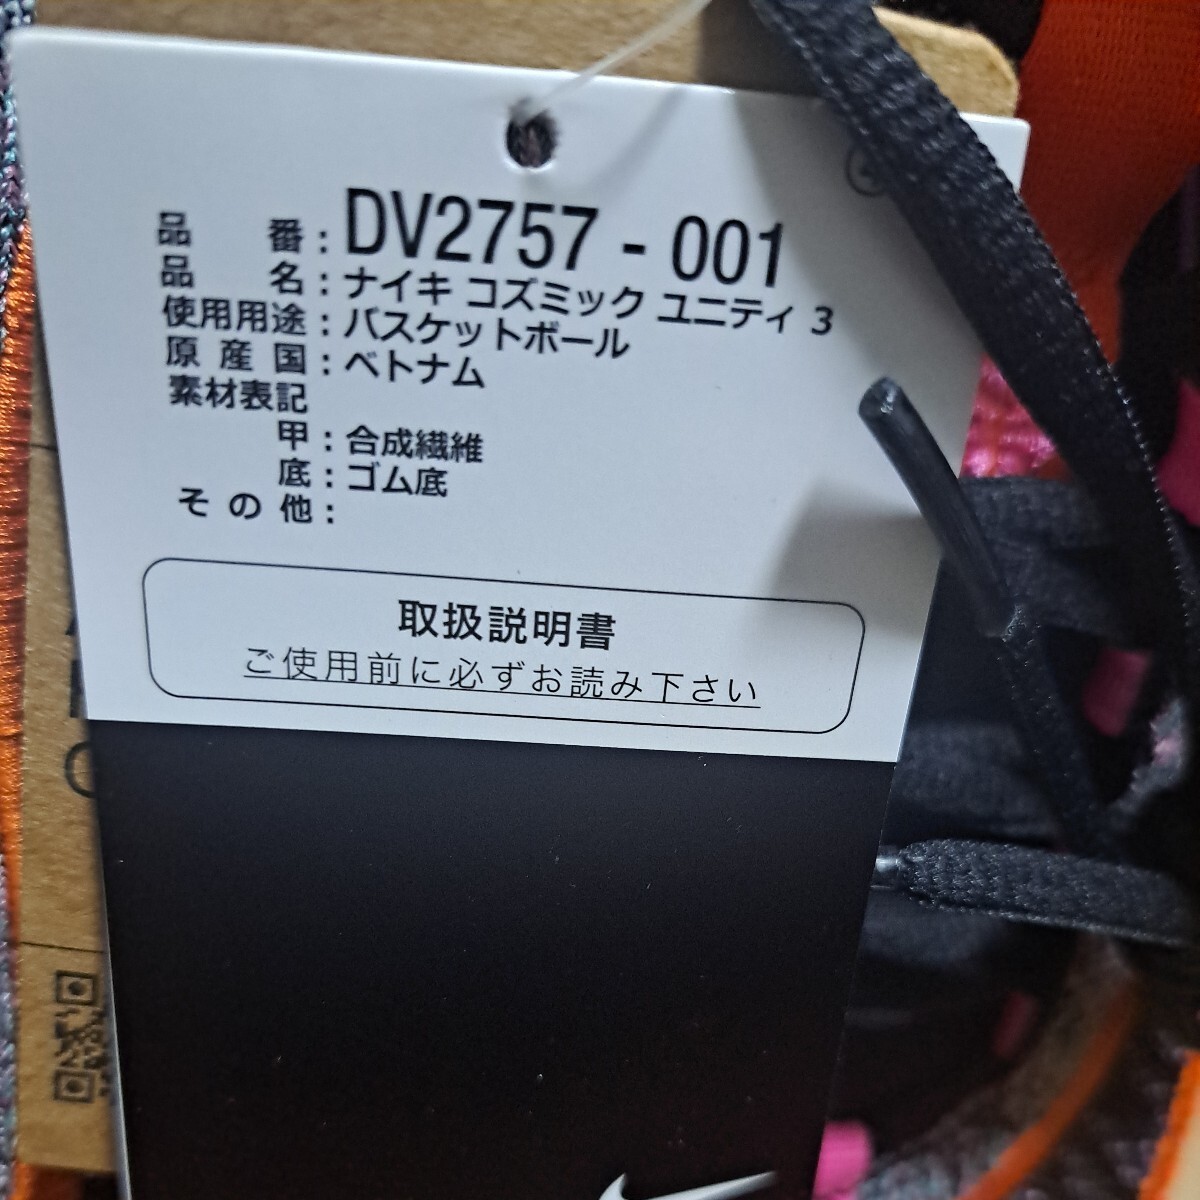 品番：DV2757 - 001
品名：ナイキ コズミック ユニティ 3
使用用途：バスケットボール
原産国：ベトナム
素材表記
甲：合成繊維
底：ゴム底
その他：
取扱説明書
ご使用前に必ずお読み下さい